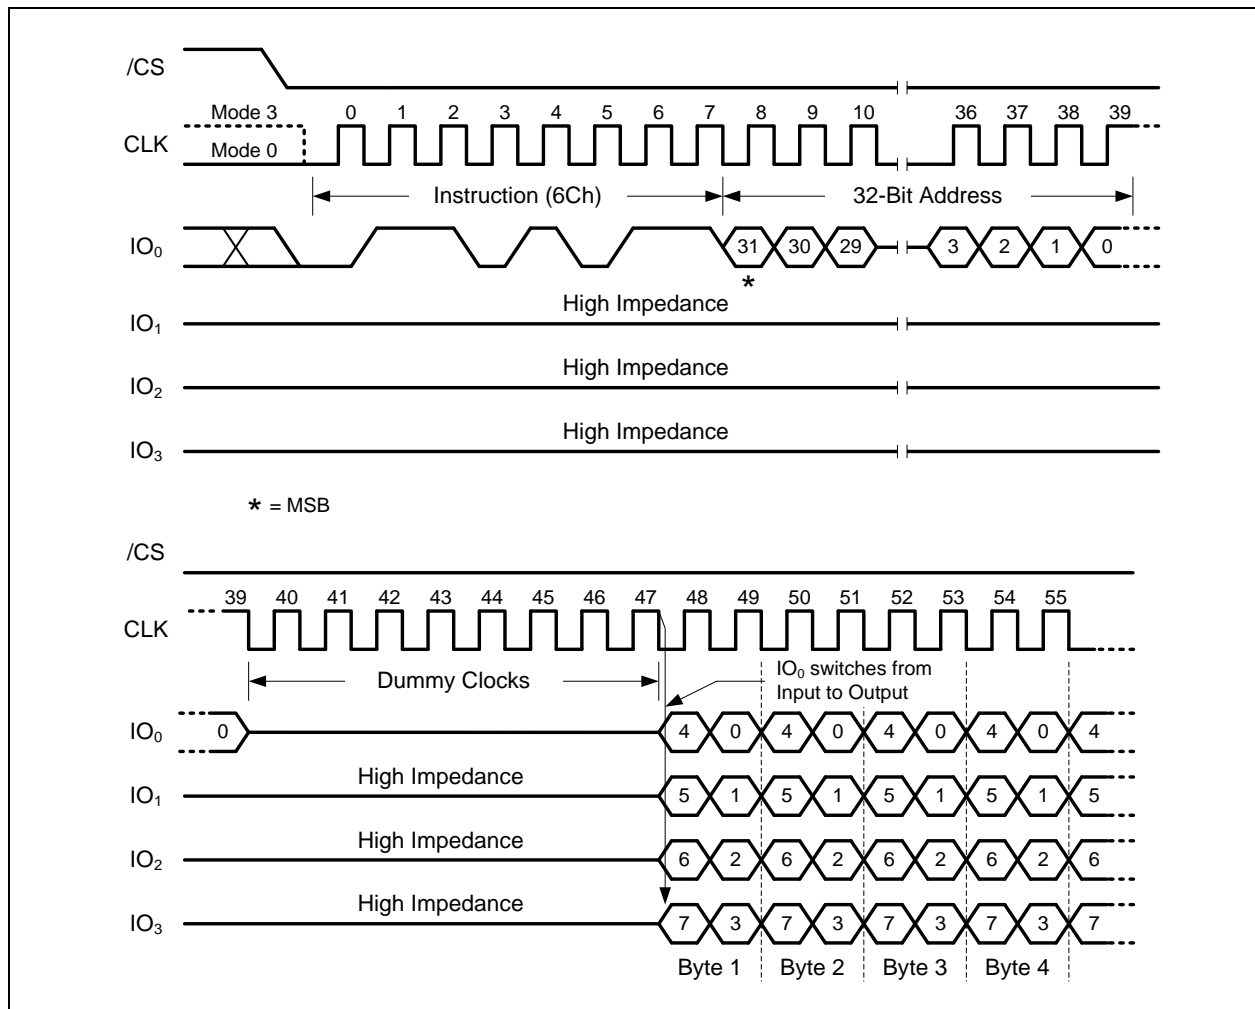 /CS
Mode 3 0 1 2 3 4 5 6 7 8 9 10 36 37 38 39
CLK
Mode 0
Instruction (6Ch) 32-Bit Address
IO0 31 30 29 3 2 1 0
*
High Impedance
IO1
High Impedance
IO2
High Impedance
IO3
* = MSB
/CS
39 40 41 42 43 44 45 46 47 48 49 50 51 52 53 54 55
CLK
Dummy Clocks
IO0 switches from
Input to Output
IO0 0 4 0 4 0 4 0 4 0 4
High Impedance
IO1 5 1 5 1 5 1 5 1 5
High Impedance
IO2 6 2 6 2 6 2 6 2 6
High Impedance
IO3 7 3 7 3 7 3 7 3 7
Byte 1 Byte 2 Byte 3 Byte 4